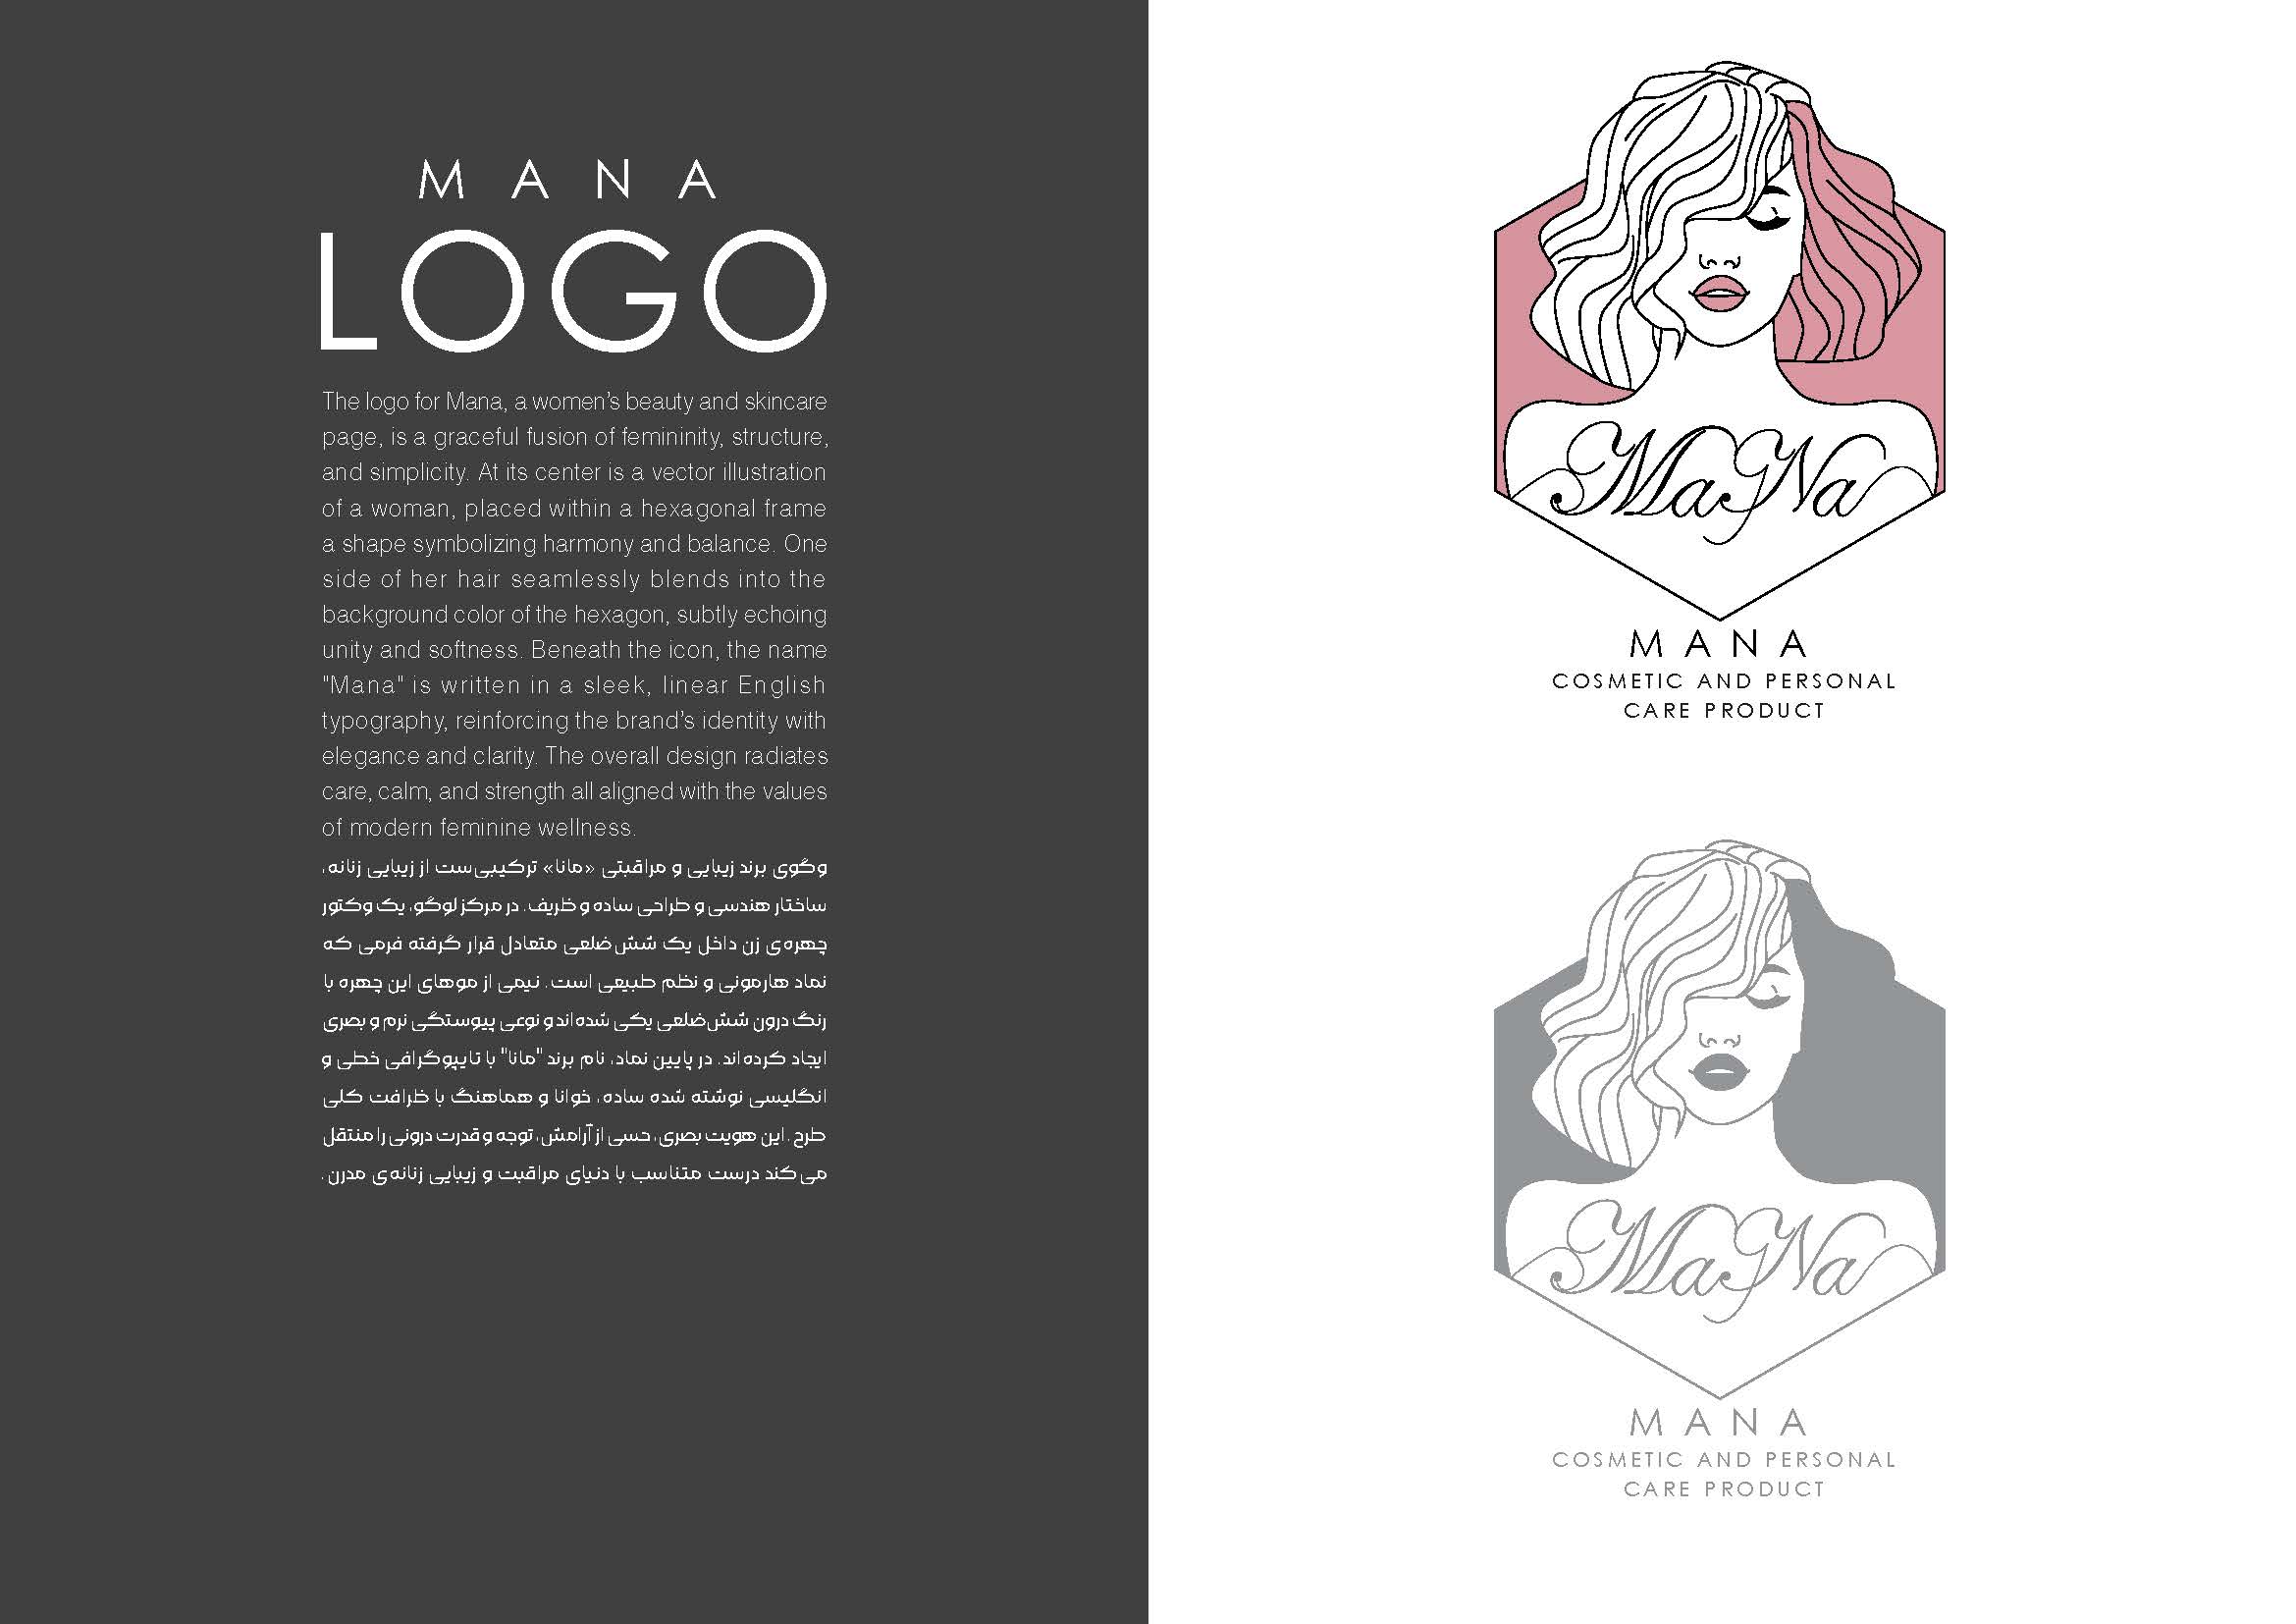 MANA
LOGO
The logo for Mana, a women’s beauty and skincare
page, is a graceful fusion of femininity, structure,
and simplicity. At its center is a vector illustration
of a woman, placed within a hexagonal frame
a shape symbolizing harmony and balance. One
side of her hair seamlessly blends into the
background color of the hexagon, subtly echoing
unity and softness. Beneath the icon, the name
"Mana" is written in a sleek, linear English
typography, reinforcing the brand’s identity with
elegance and clarity. The overall design radiates
care, calm, and strength all aligned with the values
of modern feminine wellness.
وگوی برند زیبایی و مراقبتی «مانا» ترکیبی‌ست از زیبایی زنانه،
ساختار هندسی و طراحی ساده و ظریف. در مرکز لوگو، یک وکتور
چهره‌ی زن داخل یک شش‌ضلعی متعادل قرار گرفته فرمی که
نماد هارمونی و نظم طبیعی است. نیمی از موهای این چهره با
رنگ درون شش‌ضلعی یکی شده‌اند و نوعی پیوستگی نرم و بصری
ایجاد کرده‌اند. در پایین نماد، نام برند "مانا" با تایپوگرافی خطی و
انگلیسی نوشته شده ساده، خوانا و هماهنگ با ظرافت کلی
طرح. این هویت بصری، حسی از آرامش، توجه و قدرت درونی را منتقل
می‌کند درست متناسب با دنیای مراقبت و زیبایی زنانه‌ی مدرن.
MaNa
MANA
COSMETIC AND PERSONAL
CARE PRODUCT
MaNa
MANA
COSMETIC AND PERSONAL
CARE PRODUCT